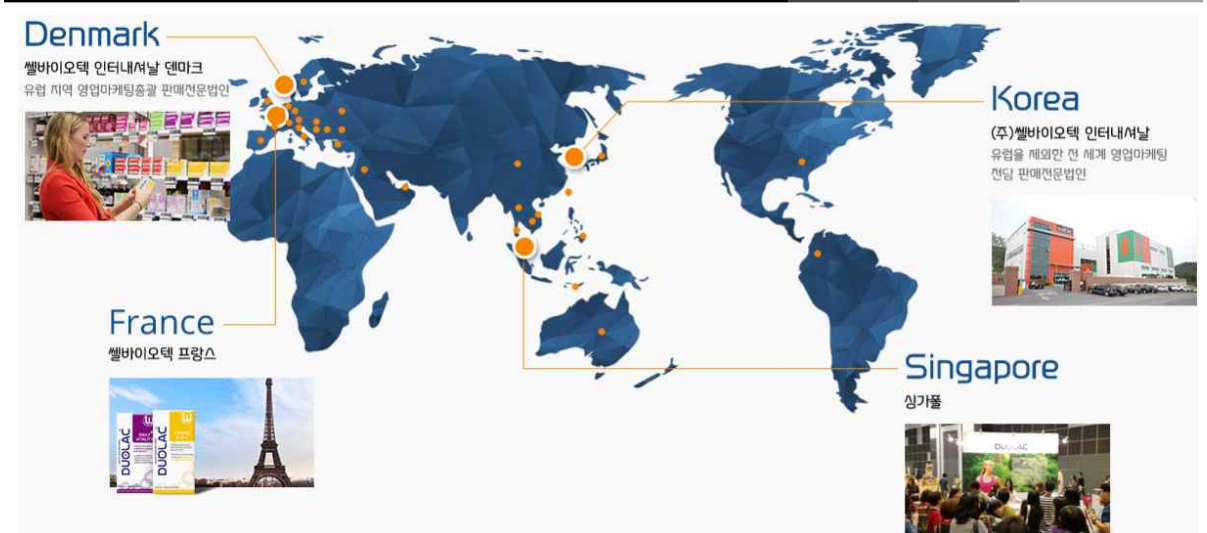 Denmark
쎌바이오텍 인터내셔날 덴마크
유럽 지역 영업마케팅총괄 판매전문법인
Korea
(주)쎌바이오텍 인터내셔날
유럽을 제외한 전 세계 영업마케팅
전담 판매전문법인
France
쎌바이오텍 프랑스
DUOLAC
DUOLAC
Singapore
싱가폴
DUOLAC